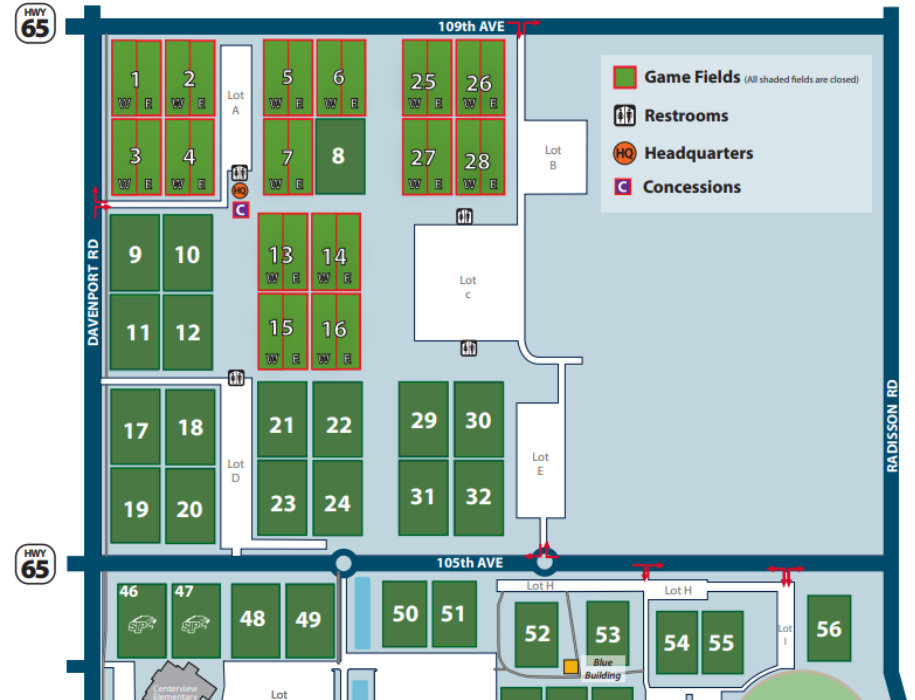 HWY
65
109th AVE
1
W E
2
W E
Lot
A
5
W E
6
W E
25
W E
26
W E
Game Fields (All shaded fields are closed)
Restrooms
HQ Headquarters
C Concessions
3
W E
4
W E
7
W E
8
27
W E
28
W E
Lot
B
HQ
C
DAVENPORT RD
9
10
13
W E
14
W E
Lot
c
11
12
15
W E
16
W E
RADISSON RD
17
18
21
22
29
30
Lot
D
Lot
E
19
20
23
24
31
32
HWY
65
105th AVE
46
SP
47
SP
48
49
50
51
Lot H
52
53
Lot H
54
55
Lot
I
56
Blue
Building
Centerview
Elementary
Lot